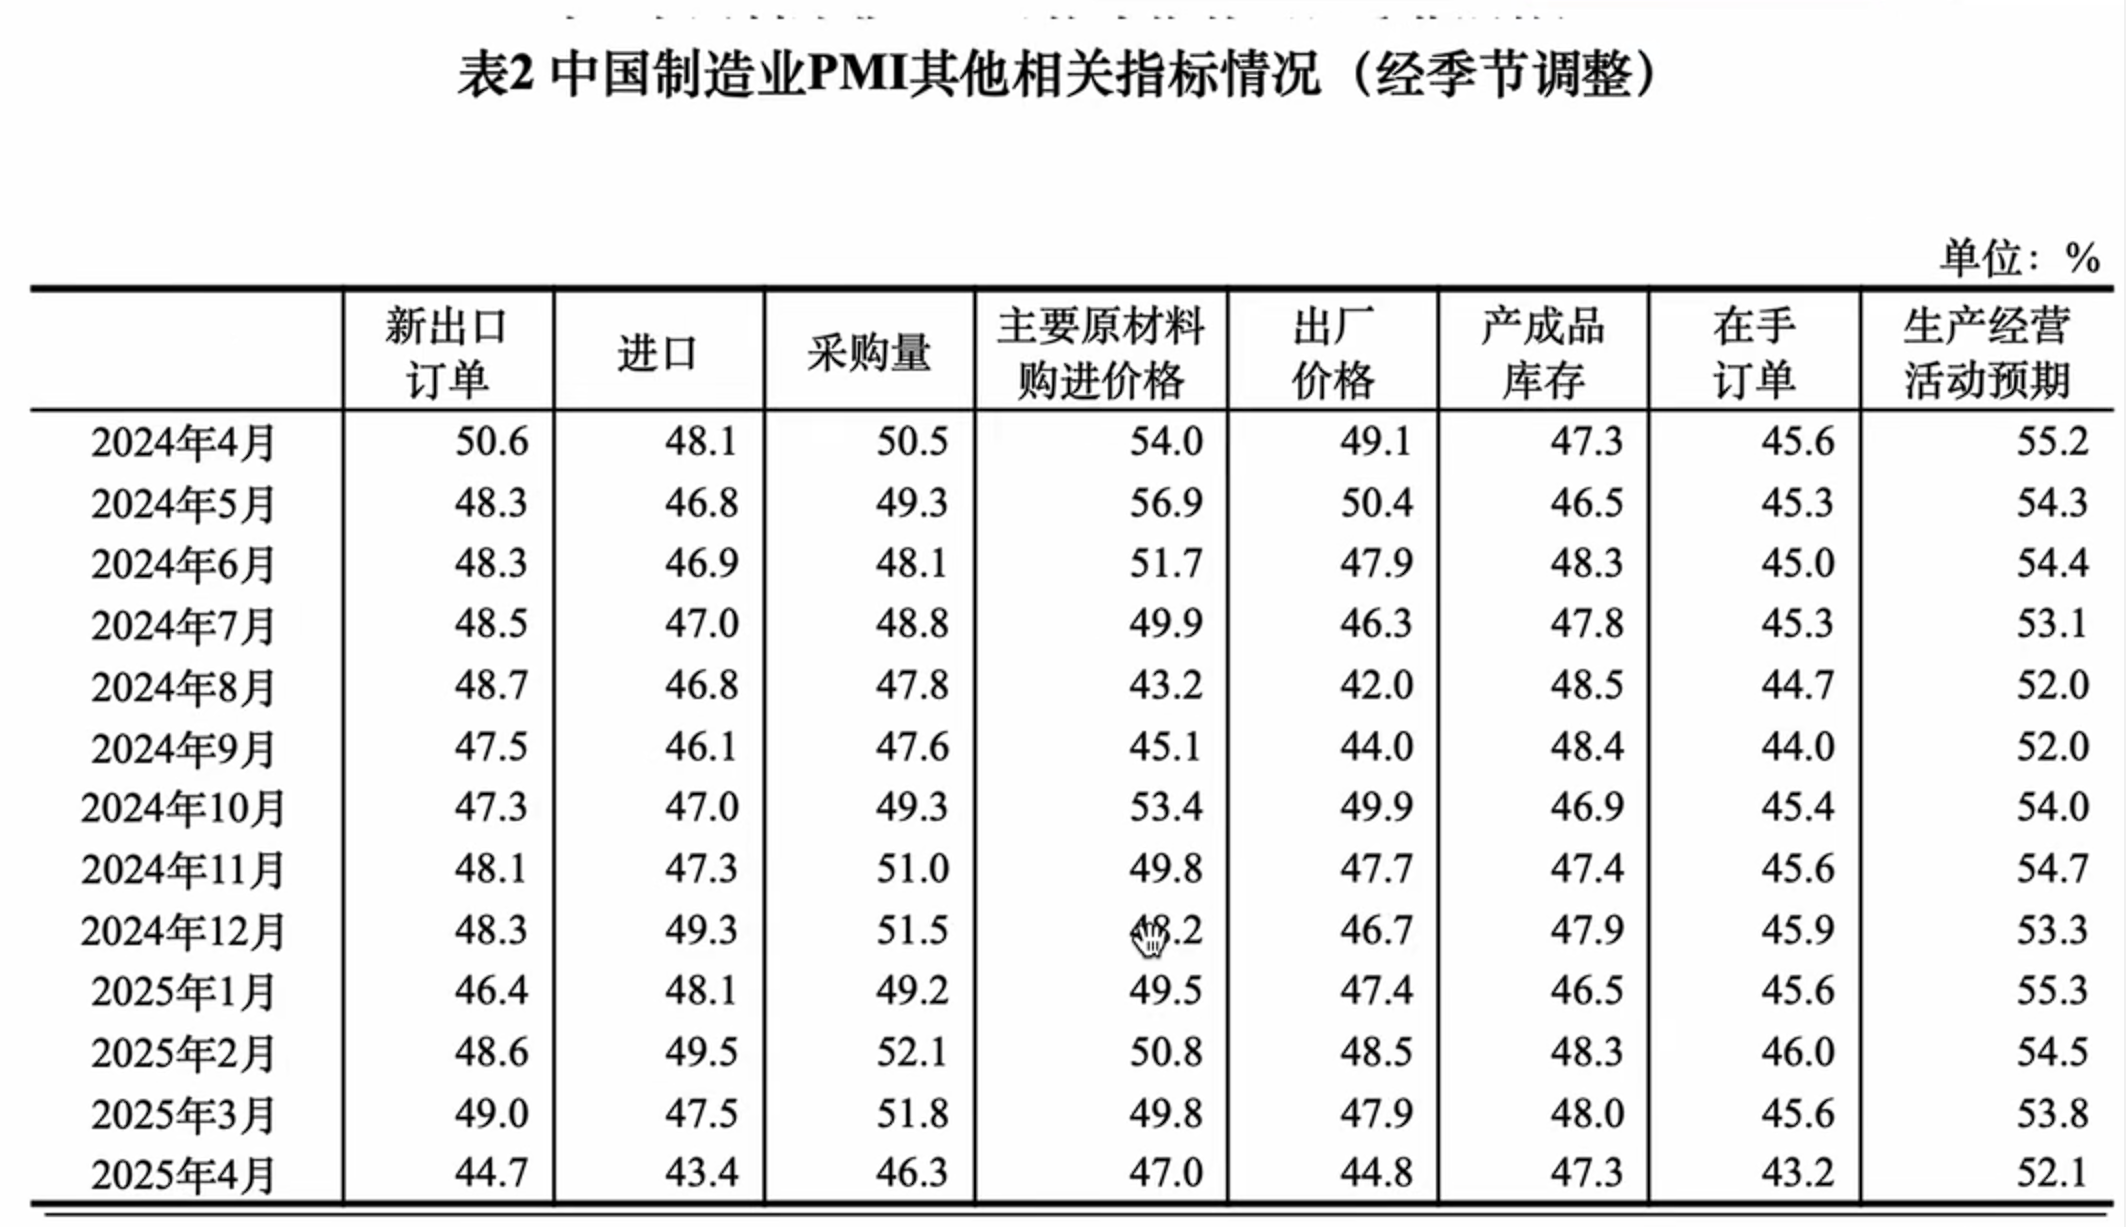 表2 中国制造业PMI其他相关指标情况（经季节调整）
单位：%
新出口订单 进口 采购量 主要原材料购进价格 出厂价格 产成品库存 在手订单 生产经营活动预期
2024年4月 50.6 48.1 50.5 54.0 49.1 47.3 45.6 55.2
2024年5月 48.3 46.8 49.3 56.9 50.4 46.5 45.3 54.3
2024年6月 48.3 46.9 48.1 51.7 47.9 48.3 45.0 54.4
2024年7月 48.5 47.0 48.8 49.9 46.3 47.8 45.3 53.1
2024年8月 48.7 46.8 47.8 43.2 42.0 48.5 44.7 52.0
2024年9月 47.5 46.1 47.6 45.1 44.0 48.4 44.0 52.0
2024年10月 47.3 47.0 49.3 53.4 49.9 46.9 45.4 54.0
2024年11月 48.1 47.3 51.0 49.8 47.7 47.4 45.6 54.7
2024年12月 48.3 49.3 51.5 48.2 46.7 47.9 45.9 53.3
2025年1月 46.4 48.1 49.2 49.5 47.4 46.5 45.6 55.3
2025年2月 48.6 49.5 52.1 50.8 48.5 48.3 46.0 54.5
2025年3月 49.0 47.5 51.8 49.8 47.9 48.0 45.6 53.8
2025年4月 44.7 43.4 46.3 47.0 44.8 47.3 43.2 52.1